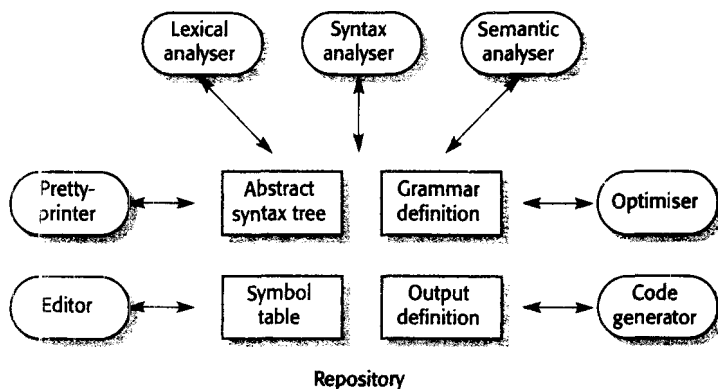 Lexical
analyser
Syntax
analyser
Semantic
analyser
Pretty-
printer
Abstract
syntax tree
Grammar
definition
Optimiser
Editor
Symbol
table
Output
definition
Code
generator
Repository